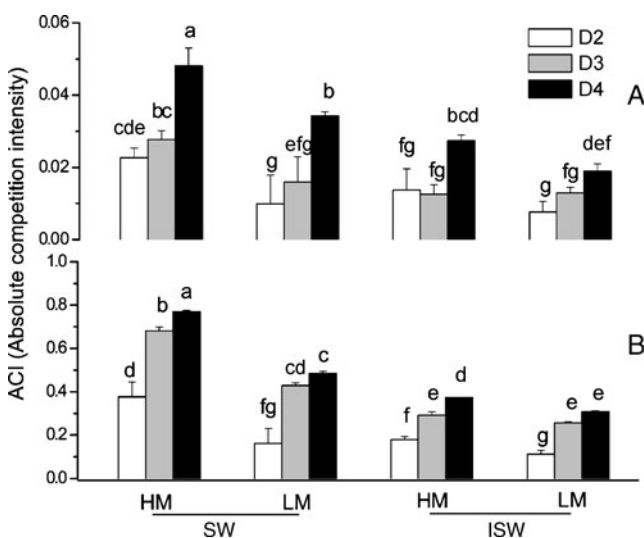 0.06
0.04
0.02
0.00
D2
D3
D4
A
cde bc a
g efg b
fg fg bcd
g fg def
ACI (Absolute competition intensity)
1.0
0.8
0.6
0.4
0.2
0.0
B
d b a
fg cd c
f e d
g e e
HM LM HM LM
SW ISW